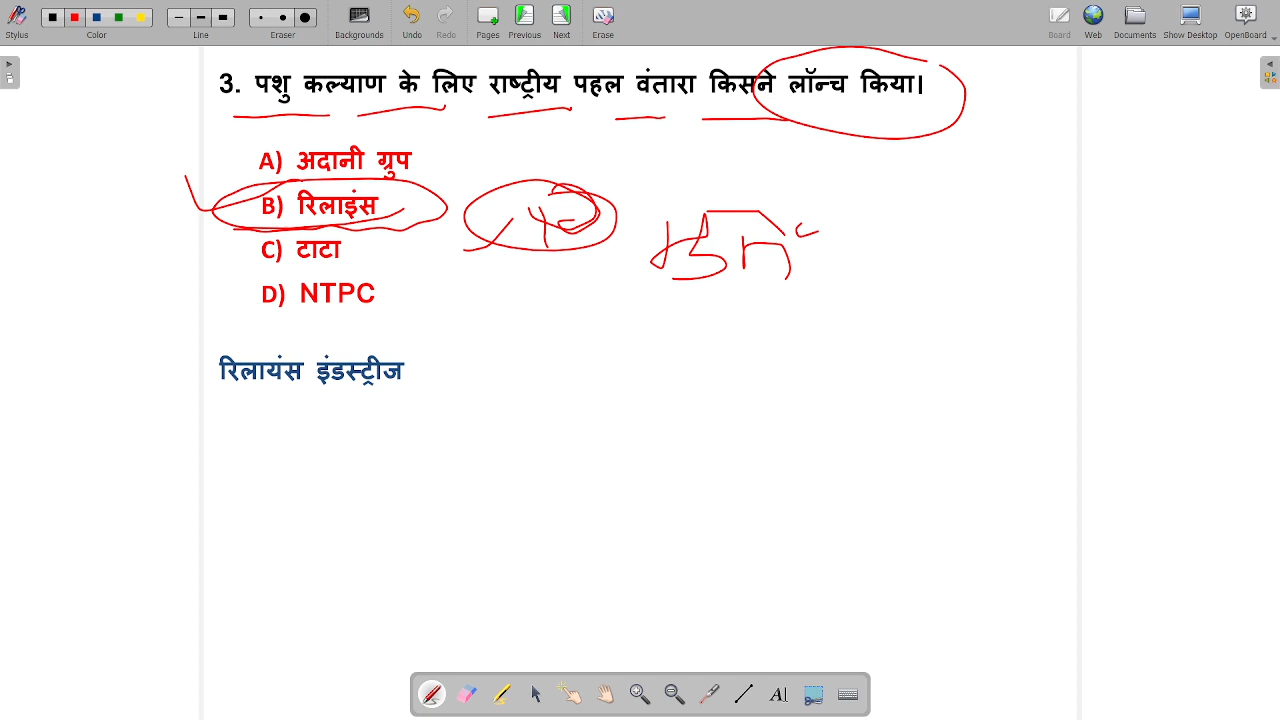 Stylus
Color
Line
Eraser
Backgrounds
Undo
Redo
Pages
Previous
Next
Erase
Board
Web
Documents
Show Desktop
OpenBoard
3. पशु कल्याण के लिए राष्ट्रीय पहल वंतारा किसने लॉन्च किया।
A) अदानी ग्रुप
B) रिलाइंस
C) टाटा
D) NTPC
रिलायंस इंडस्ट्रीज